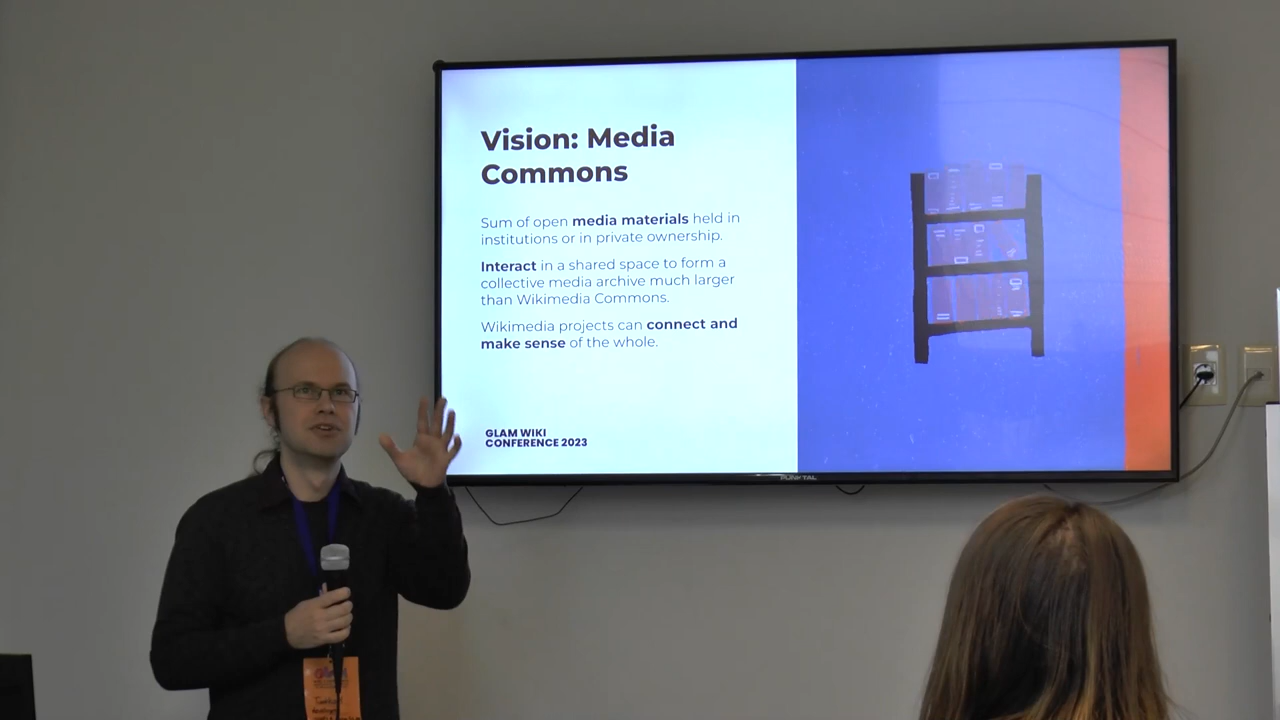 Vision: Media
Commons
Sum of open media materials held in
institutions or in private ownership.
Interact in a shared space to form a
collective media archive much larger
than Wikimedia Commons.
Wikimedia projects can connect and
make sense of the whole.
GLAM WIKI
CONFERENCE 2023
PUNKTAL